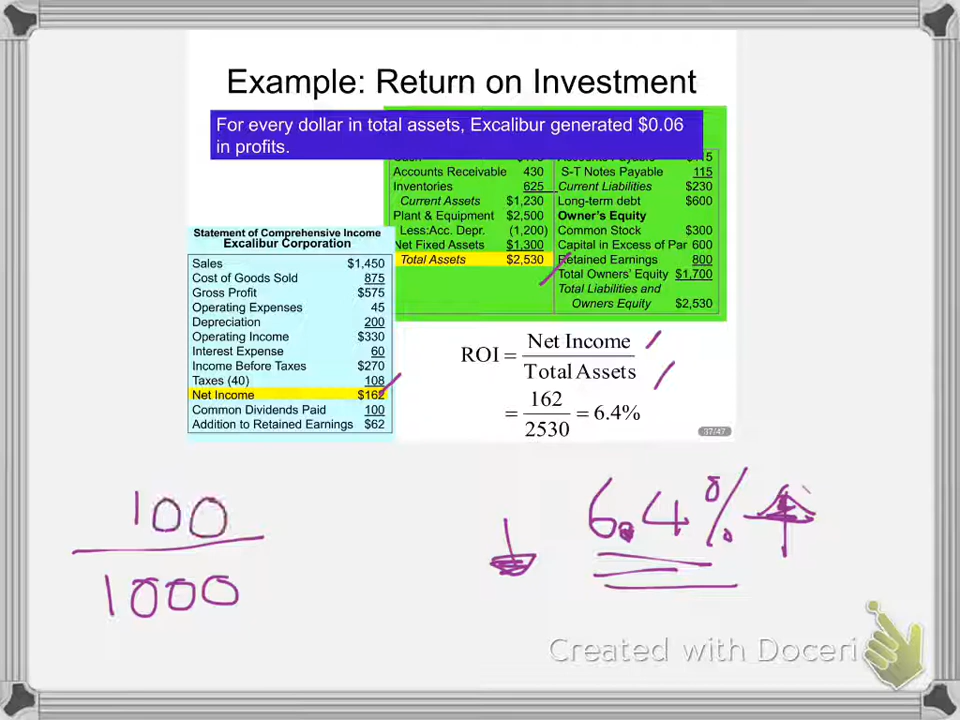 Example: Return on Investment
For every dollar in total assets, Excalibur generated $0.06
in profits.
Accounts Receivable 430
Inventories 625
Current Assets $1,230
Plant & Equipment $2,500
Less:Acc. Depr. (1,200)
Net Fixed Assets $1,300
Total Assets $2,530
S-T Notes Payable 115
Current Liabilities $230
Long-term debt $600
Owner's Equity
Common Stock $300
Capital in Excess of Par 600
Retained Earnings 800
Total Owners' Equity $1,700
Total Liabilities and
Owners Equity $2,530
Statement of Comprehensive Income
Excalibur Corporation
Sales $1,450
Cost of Goods Sold 875
Gross Profit $575
Operating Expenses 45
Depreciation 200
Operating Income $330
Interest Expense 60
Income Before Taxes $270
Taxes (40) 108
Net Income $162
Common Dividends Paid 100
Addition to Retained Earnings $62
ROI = Net Income
Total Assets
= 162
2530 = 6.4%
37/47
100
1000
6.4%
Created with Doceri